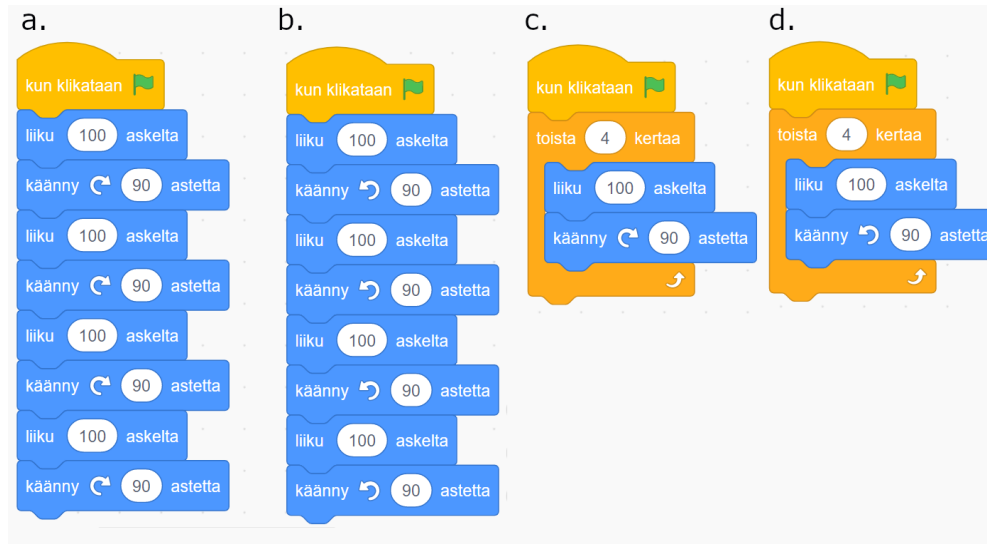 a.
kun klikataan
liiku 100 askelta
käänny 90 astetta
liiku 100 askelta
käänny 90 astetta
liiku 100 askelta
käänny 90 astetta
liiku 100 askelta
käänny 90 astetta
b.
kun klikataan
liiku 100 askelta
käänny 90 astetta
liiku 100 askelta
käänny 90 astetta
liiku 100 askelta
käänny 90 astetta
liiku 100 askelta
käänny 90 astetta
c.
kun klikataan
toista 4 kertaa
liiku 100 askelta
käänny 90 astetta
d.
kun klikataan
toista 4 kertaa
liiku 100 askelta
käänny 90 astetta